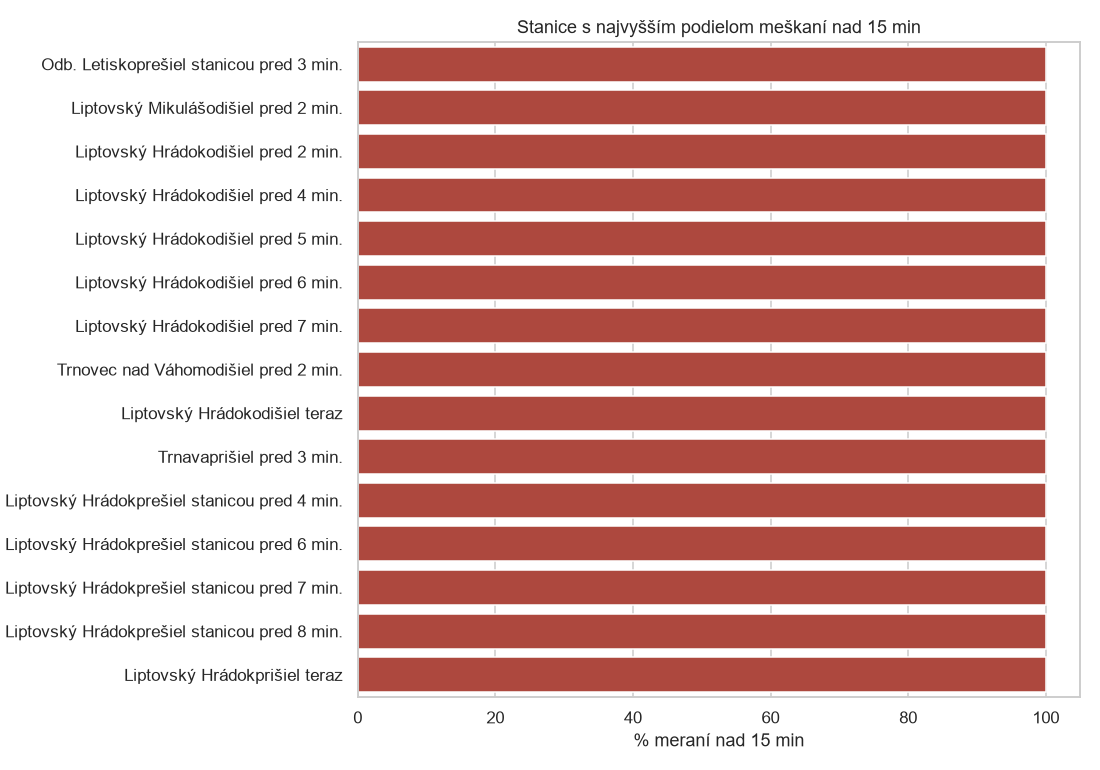 Stanice s najvyšším podielom meškaní nad 15 min
Odb. Letiskoprešiel stanicou pred 3 min.
Liptovský Mikulášodišiel pred 2 min.
Liptovský Hrádokodišiel pred 2 min.
Liptovský Hrádokodišiel pred 4 min.
Liptovský Hrádokodišiel pred 5 min.
Liptovský Hrádokodišiel pred 6 min.
Liptovský Hrádokodišiel pred 7 min.
Trnovec nad Váhomodišiel pred 2 min.
Liptovský Hrádokodišiel teraz
Trnavaprišiel pred 3 min.
Liptovský Hrádokprešiel stanicou pred 4 min.
Liptovský Hrádokprešiel stanicou pred 6 min.
Liptovský Hrádokprešiel stanicou pred 7 min.
Liptovský Hrádokprešiel stanicou pred 8 min.
Liptovský Hrádokprišiel teraz
0 20 40 60 80 100
% meraní nad 15 min